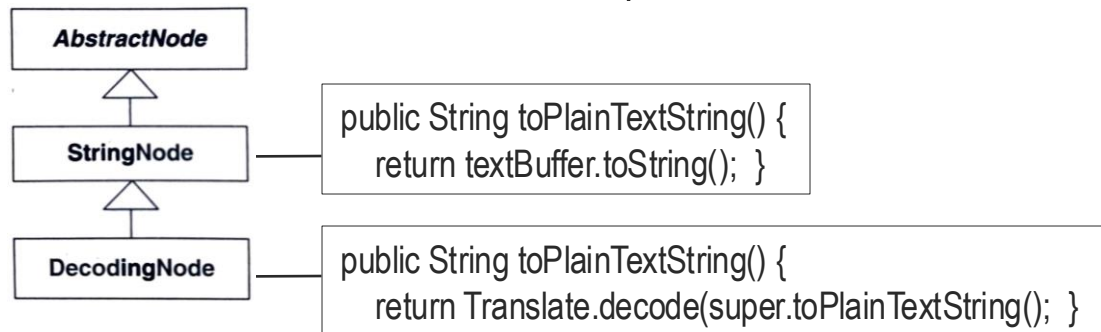 AbstractNode
StringNode
public String toPlainTextString() {
return textBuffer.toString(); }
DecodingNode
public String toPlainTextString() {
return Translate.decode(super.toPlainTextString(); }